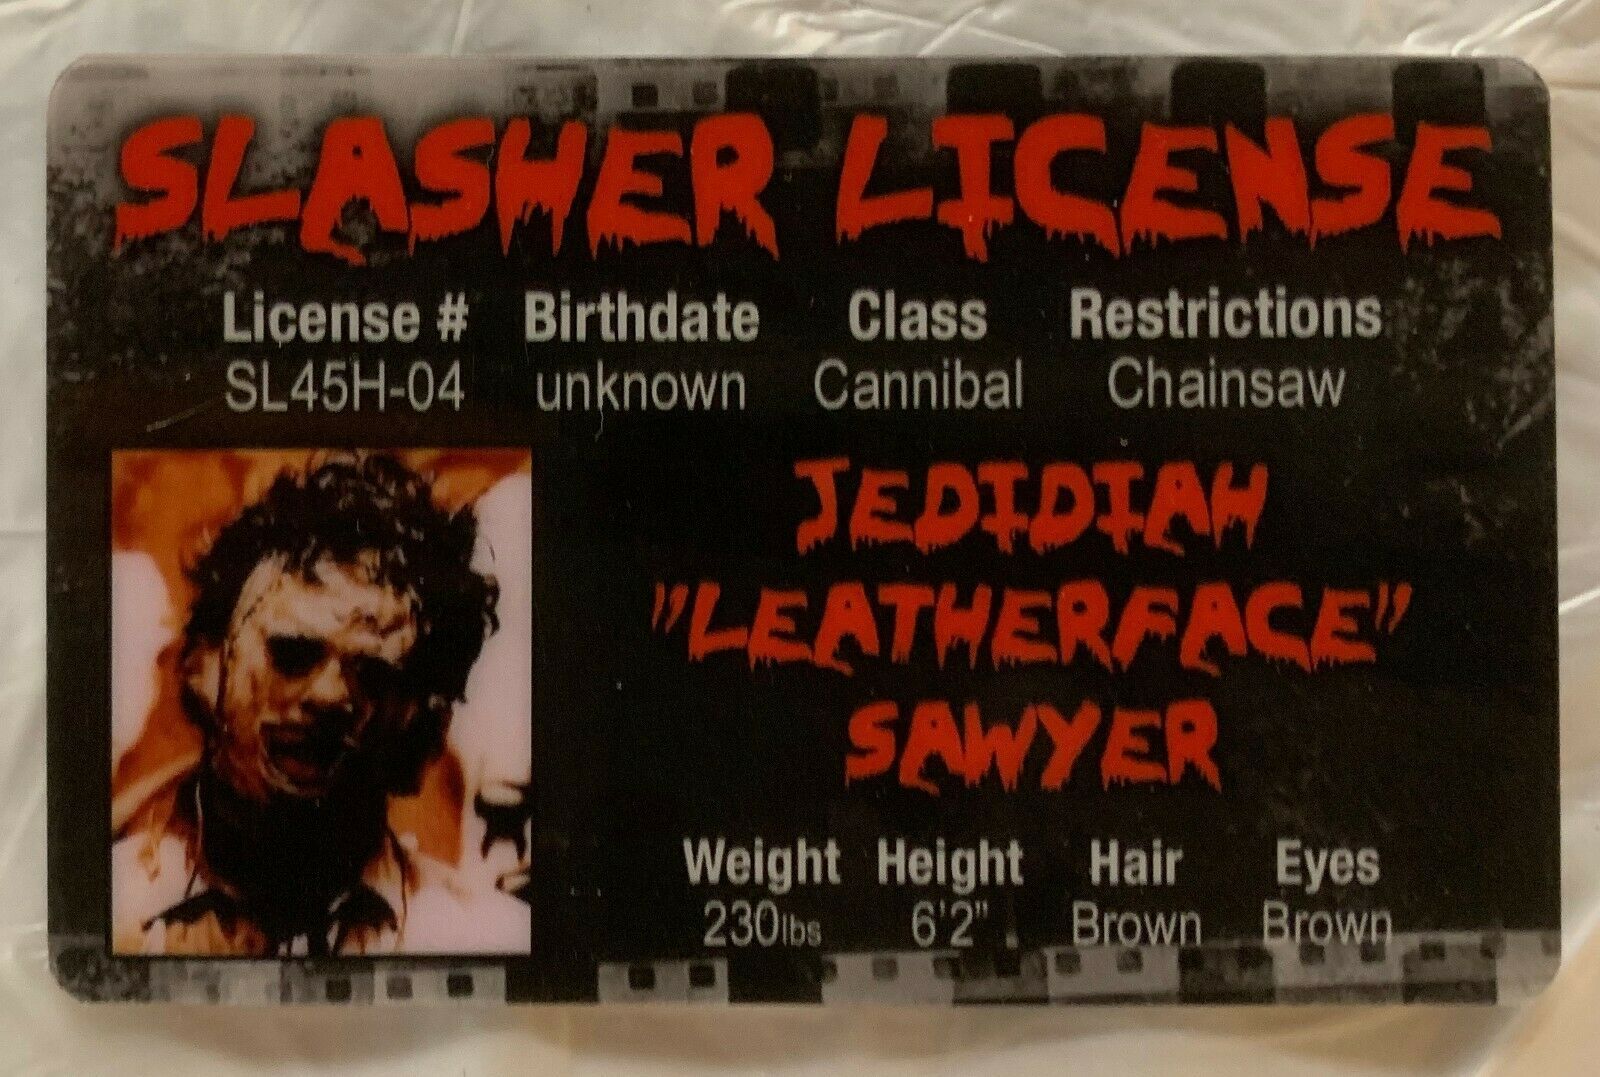 SLASHER LICENSE
License # Birthdate Class Restrictions
SL45H-04 unknown Cannibal Chainsaw
JEDIDIAH
"LEATHERFACE"
SAWYER
Weight Height Hair Eyes
230lbs 6'2" Brown Brown